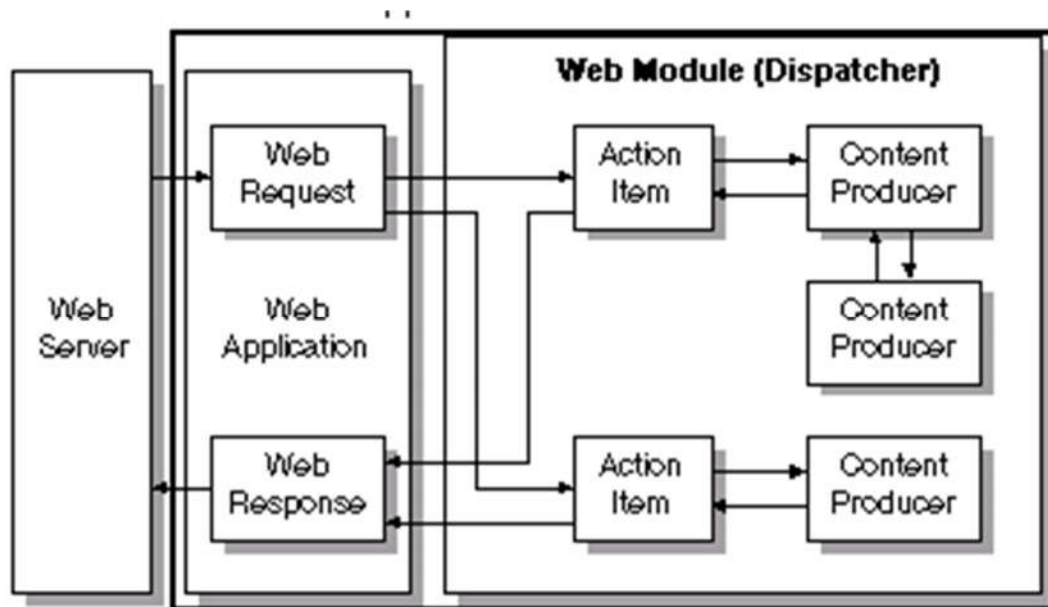 Web Module (Dispatcher)
Web
Request
Action
Item
Content
Producer
Web
Server
Web
Application
Content
Producer
Web
Response
Action
Item
Content
Producer